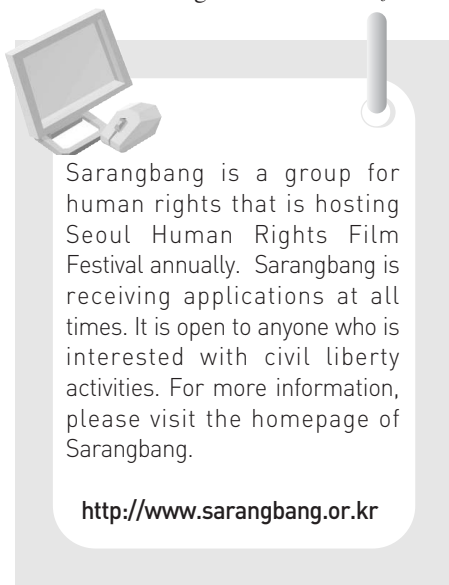 Sarangbang is a group for
human rights that is hosting
Seoul Human Rights Film
Festival annually. Sarangbang is
receiving applications at all
times. It is open to anyone who is
interested with civil liberty
activities. For more information,
please visit the homepage of
Sarangbang.
http://www.sarangbang.or.kr